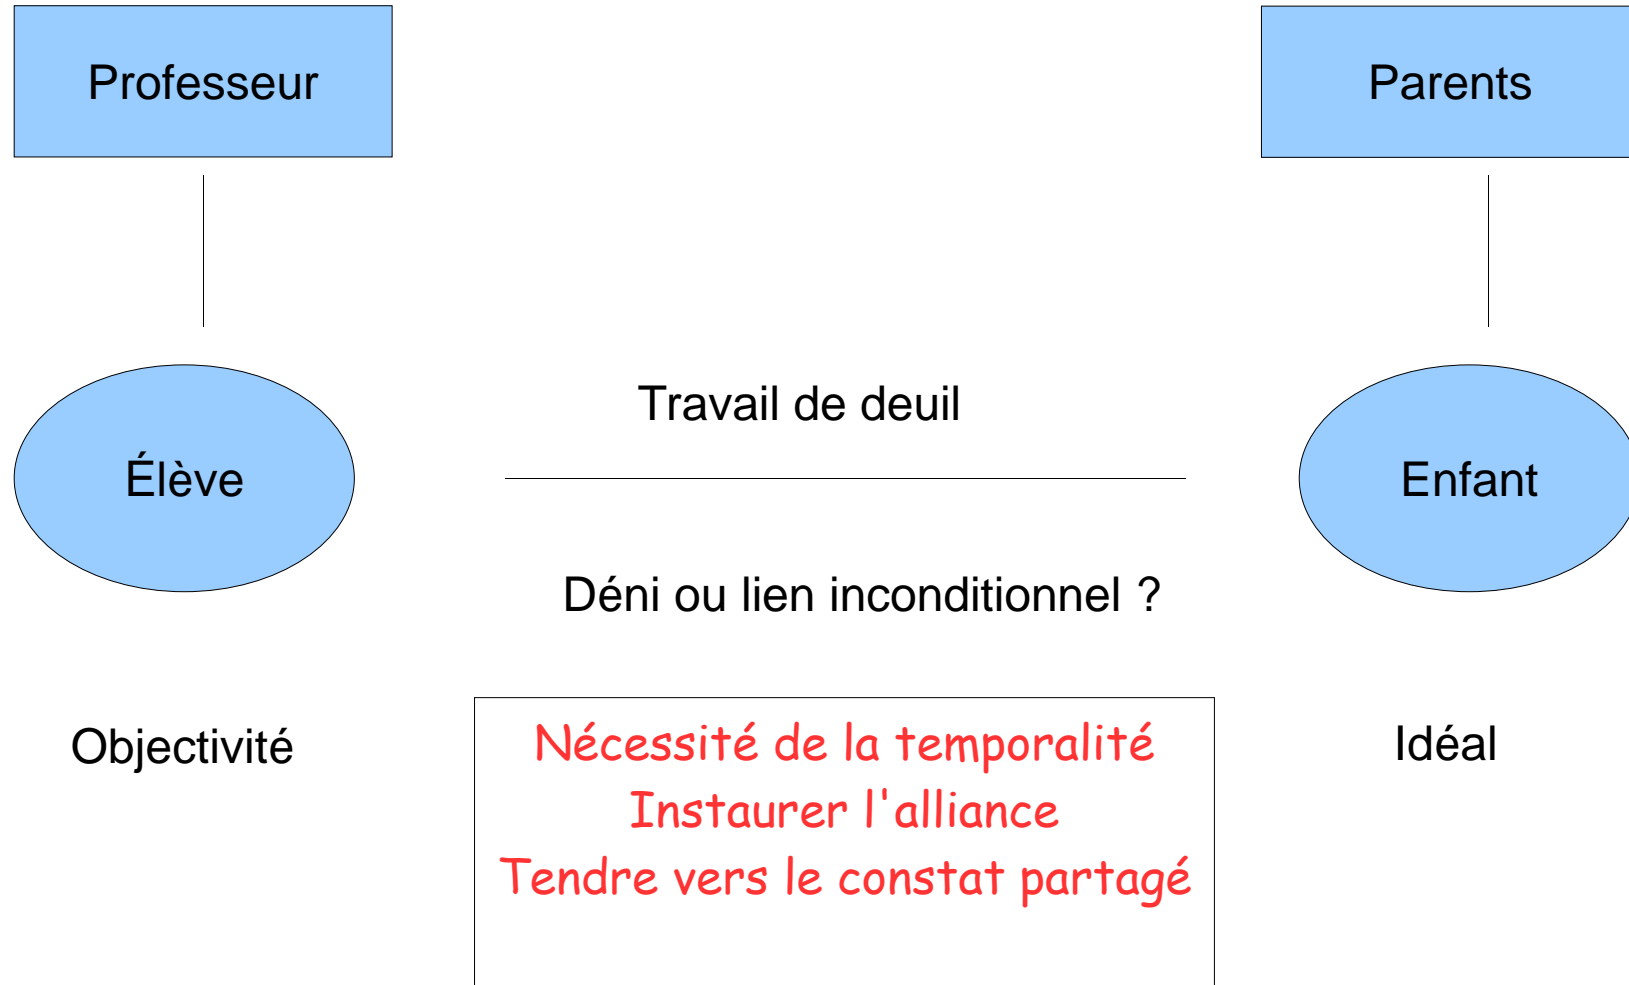 Professeur
Parents
Travail de deuil
Élève
Enfant
Déni ou lien inconditionnel ?
Objectivité
Idéal
Nécessité de la temporalité
Instaurer l'alliance
Tendre vers le constat partagé